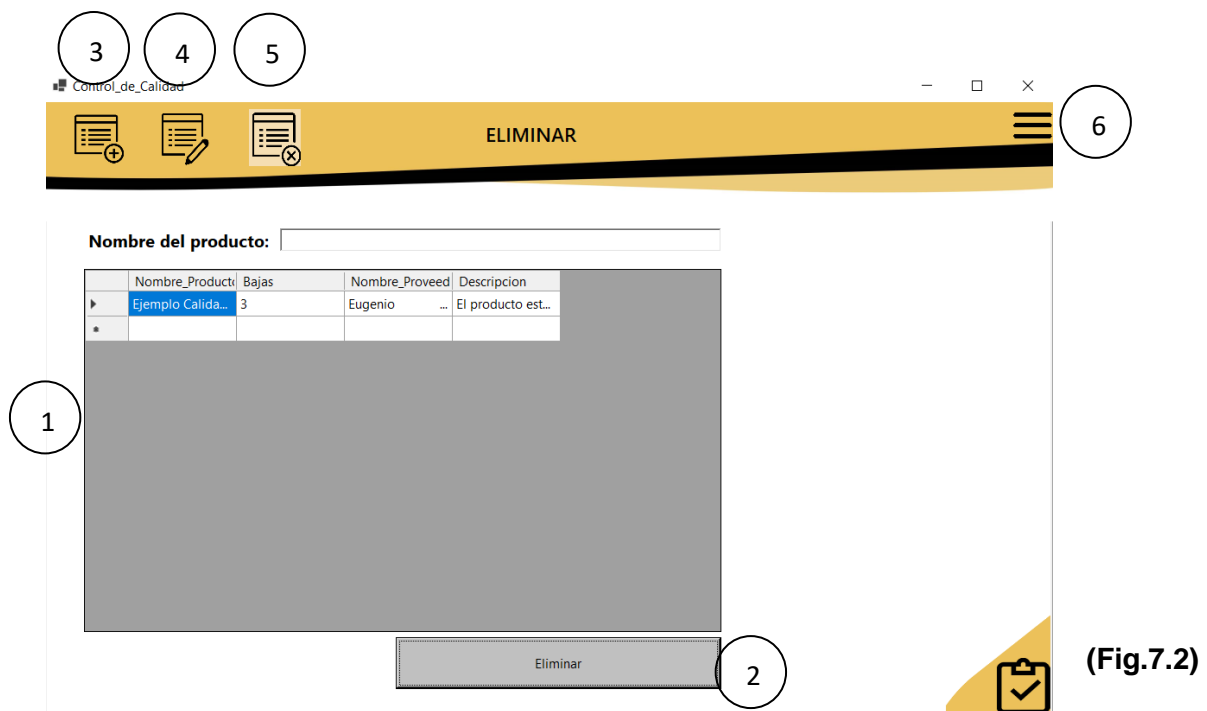 3 4 5
Control_de_Calidad
6
ELIMINAR
Nombre del producto:
Nombre_Producto Bajas Nombre_Proveed Descripcion
Ejemplo Calida... 3 Eugenio ... El producto est...
1
Eliminar
2
(Fig.7.2)